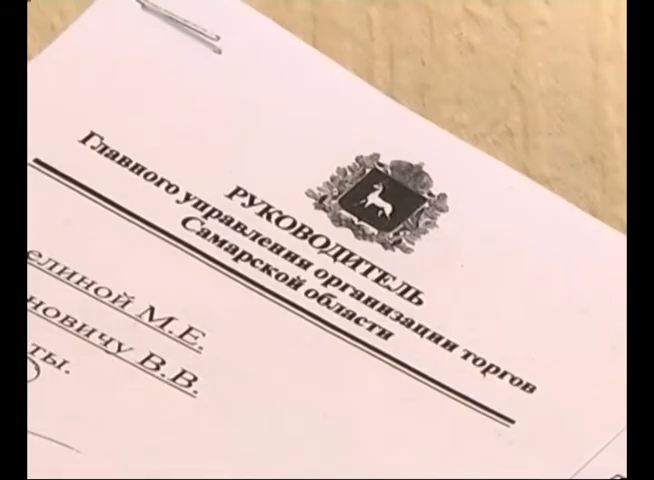 РУКОВОДИТЕЛЬ
Главного управления организации торгов
Самарской области
елиной М.Е.
новичу В.В.
ты.